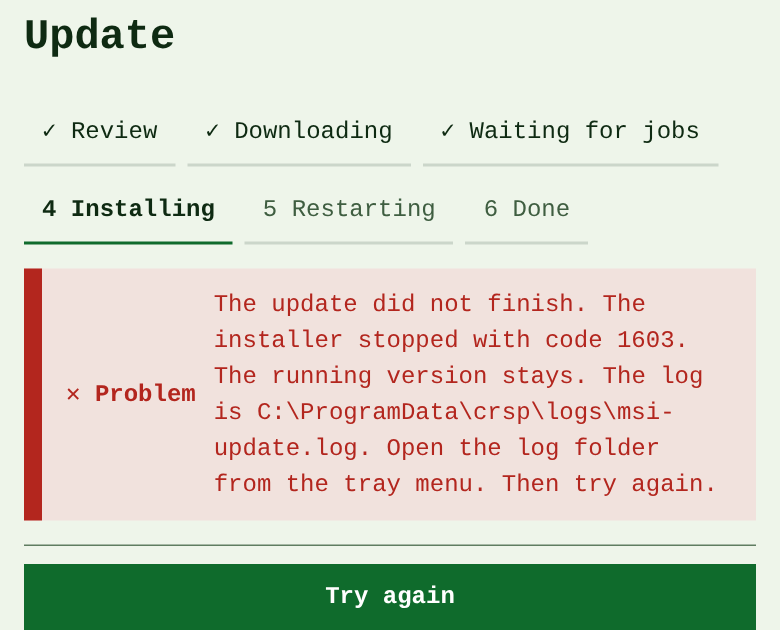 Update
✓ Review ✓ Downloading ✓ Waiting for jobs
4 Installing 5 Restarting 6 Done
The update did not finish. The
installer stopped with code 1603.
The running version stays. The log
× Problem
is C:\ProgramData\crsp\logs\msi-
update.log. Open the log folder
from the tray menu. Then try again.
Try again